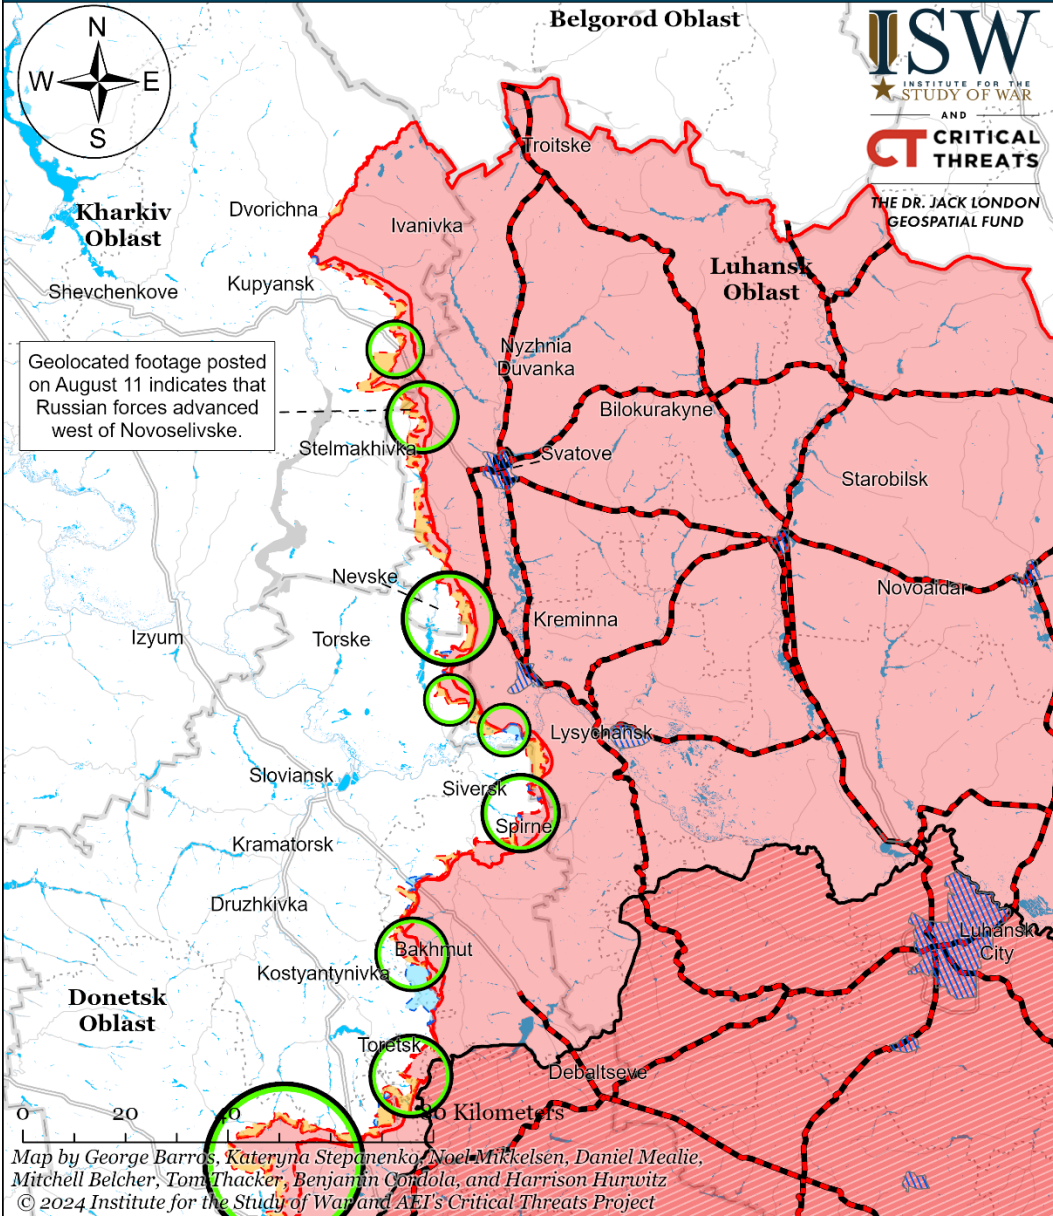 Belgorod Oblast
N
W
E
S
ISW
INSTITUTE FOR THE
STUDY OF WAR
AND
CT CRITICAL
THREATS
THE DR. JACK LONDON
GEOSPATIAL FUND
Troitske
Dvorichna
Kharkiv
Oblast
Ivanivka
Kupyansk
Shevchenkove
Luhansk
Oblast
Nyzhnia
Duvanka
Geolocated footage posted
on August 11 indicates that
Russian forces advanced
west of Novoselivske.
Bilokurakyne
Stelmakhivka
Svatove
Starobilsk
Nevske
Novoaidar
Kreminna
Izyum
Torske
Lysychansk
Sloviansk
Siversk
Spirne
Kramatorsk
Druzhkivka
Bakhmut
Luhansk
City
Kostyantynivka
Donetsk
Oblast
Toretsk
Debaltseve
0 20 40 80 Kilometers
Map by George Barros, Kateryna Stepanenko, Noel Mikkelsen, Daniel Mealie,
Mitchell Belcher, Tom Thacker, Benjamin Cordola, and Harrison Hurwitz
© 2024 Institute for the Study of War and AEI's Critical Threats Project